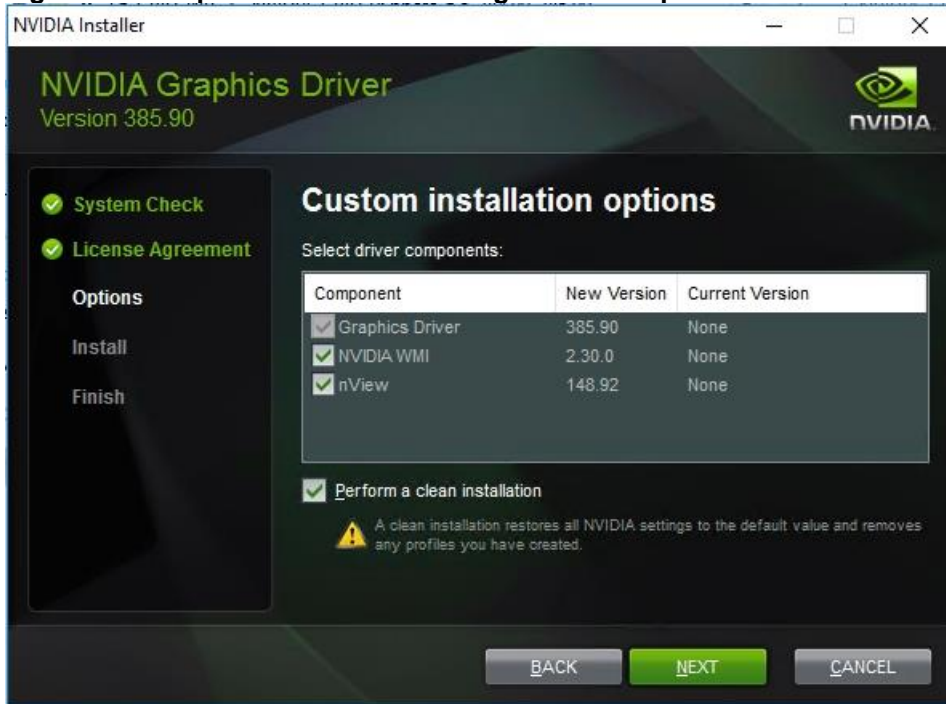 NVIDIA Installer
NVIDIA Graphics Driver
Version 385.90
NVIDIA.
System Check
License Agreement
Options
Install
Finish
Custom installation options
Select driver components:
Component New Version Current Version
Graphics Driver 385.90 None
NVIDIA WMI 2.30.0 None
nView 148.92 None
Perform a clean installation
A clean installation restores all NVIDIA settings to the default value and removes
any profiles you have created.
BACK NEXT CANCEL